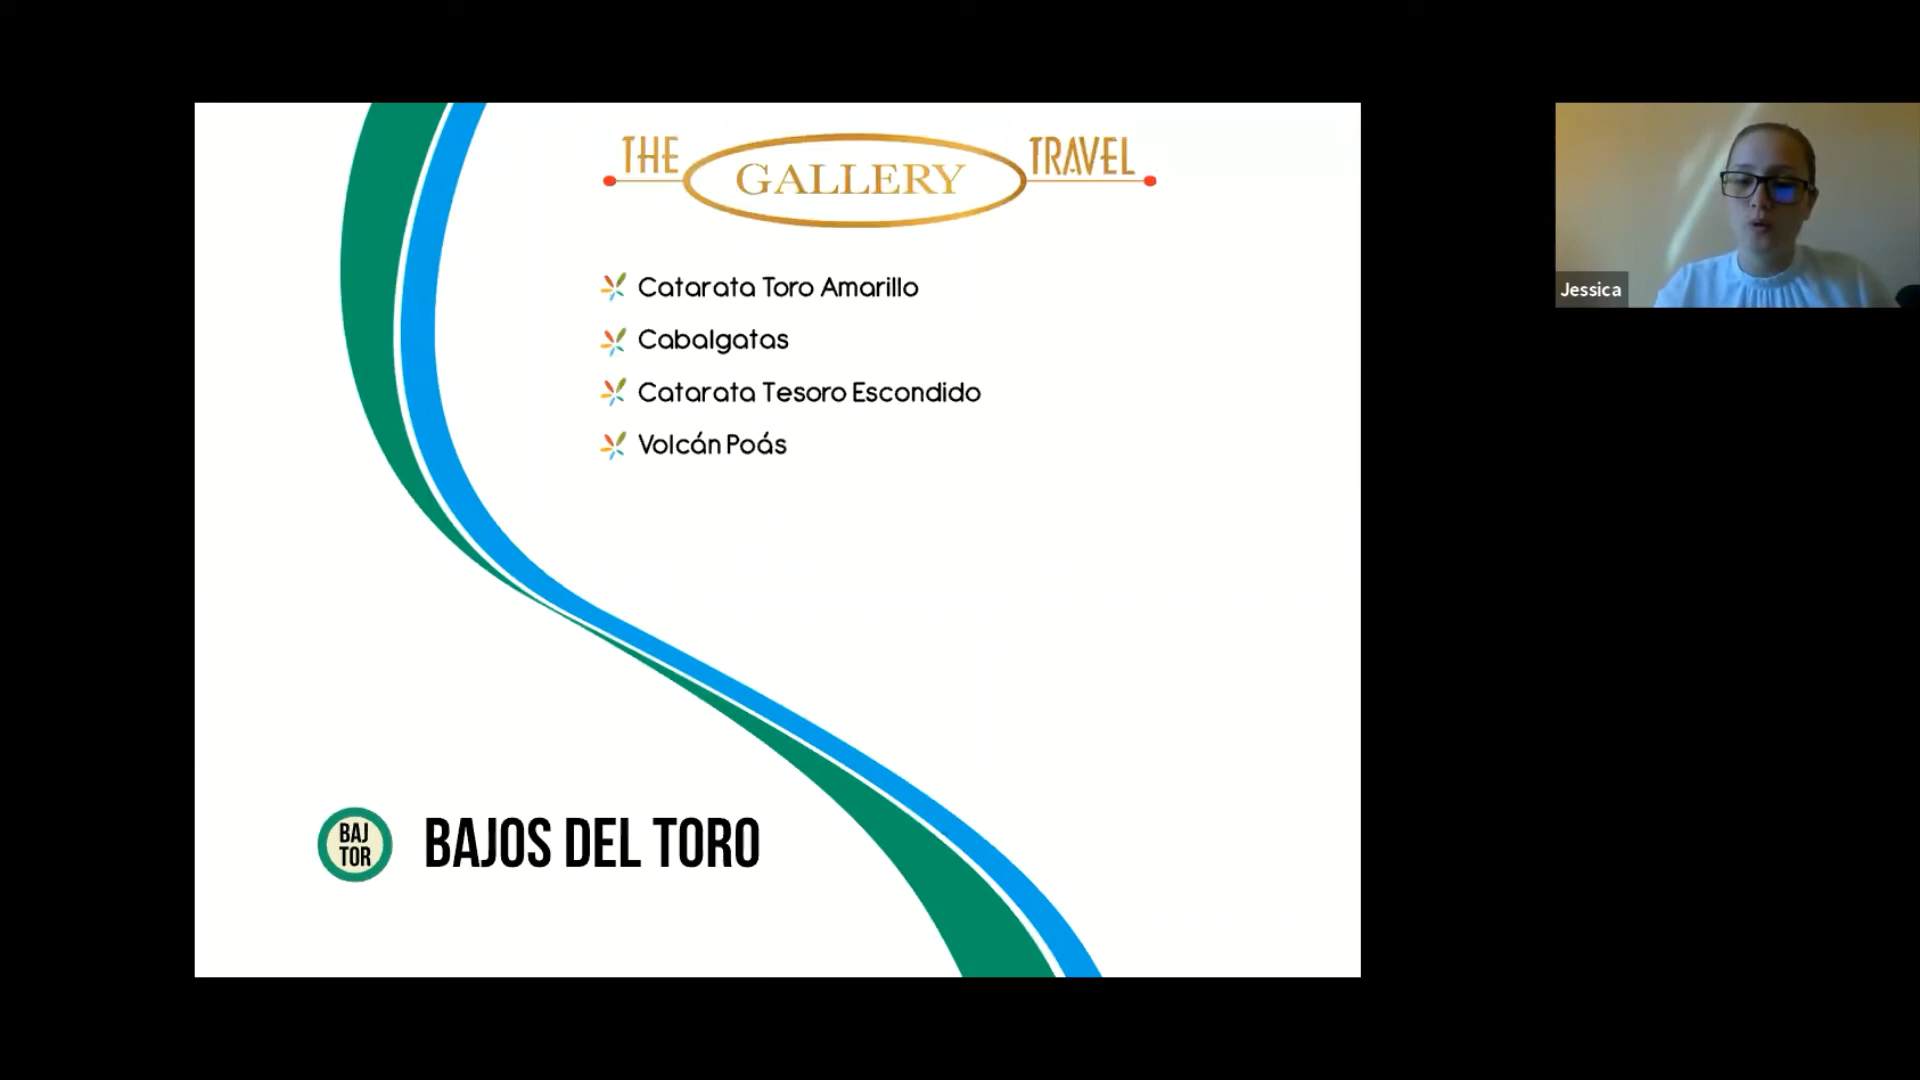 THE GALLERY TRAVEL
Catarata Toro Amarillo
Cabalgatas
Catarata Tesoro Escondido
Volcán Poás
BAJ
TOR
BAJOS DEL TORO
Jessica